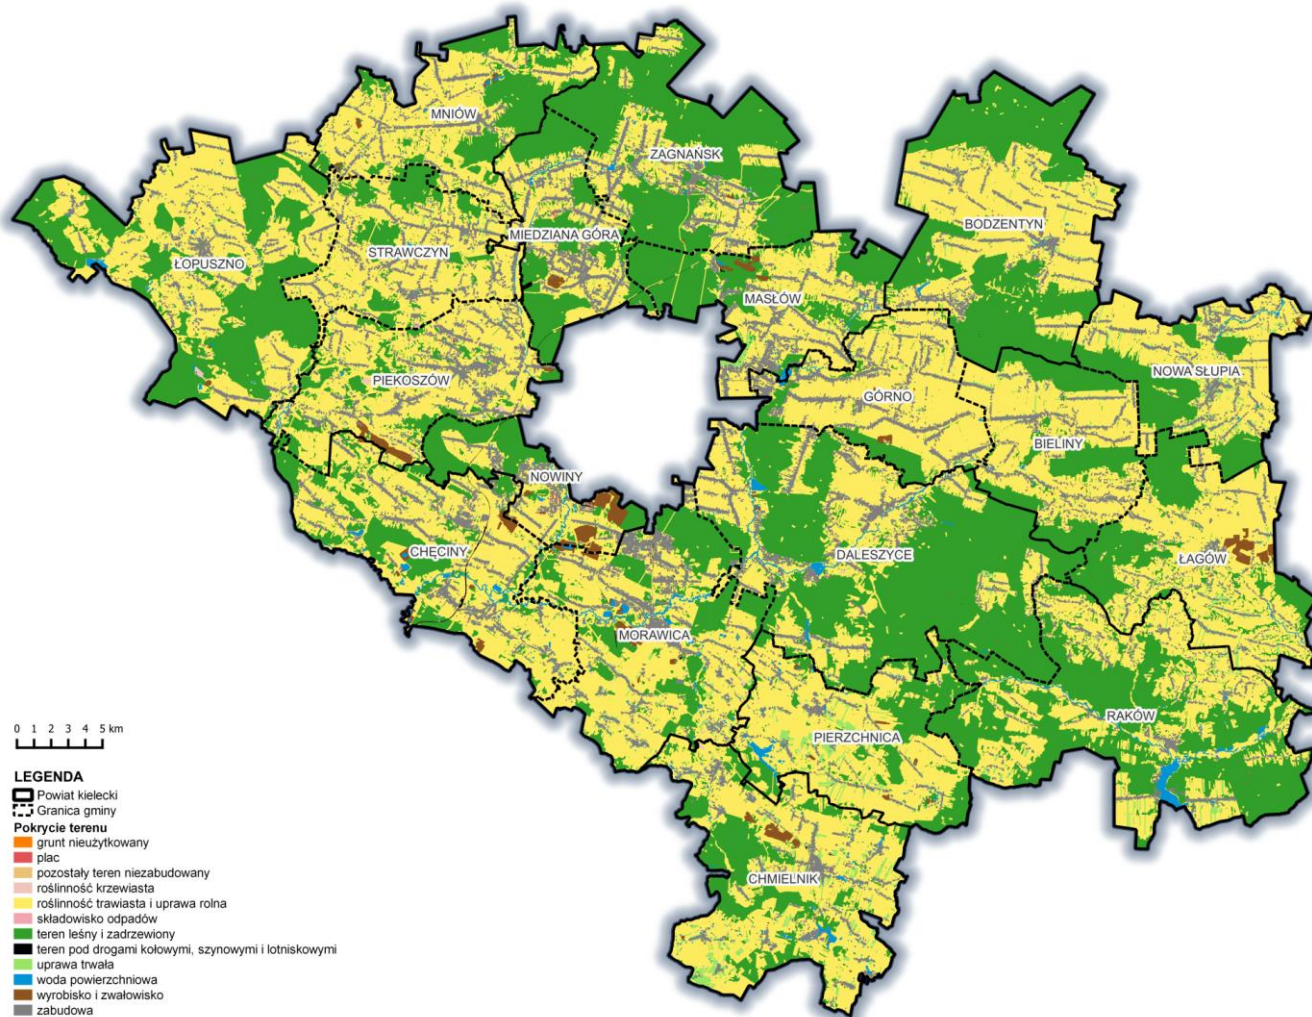 MNIÓW
ZAGNAŃSK
BODZENTYN
MIEDZIANA GÓRA
STRAWCZYN
ŁOPUSZNO
MASŁÓW
NOWA SŁUPIA
PIEKOSZÓW
GÓRNO
BIELINY
NOWINY
CHĘCINY
DALESZYCE
ŁAGÓW
MORAWICA
RAKÓW
PIERZCHNICA
CHMIELNIK
0 1 2 3 4 5 km
LEGENDA
Powiat kielecki
Granica gminy
Pokrycie terenu
grunt nieużytkowany
plac
pozostały teren niezabudowany
roślinność krzewiasta
roślinność trawiasta i uprawa rolna
składowisko odpadów
teren leśny i zadrzewiony
teren pod drogami kołowymi, szynowymi i lotniskowymi
uprawa trwała
woda powierzchniowa
wyrobisko i zwałowisko
zabudowa